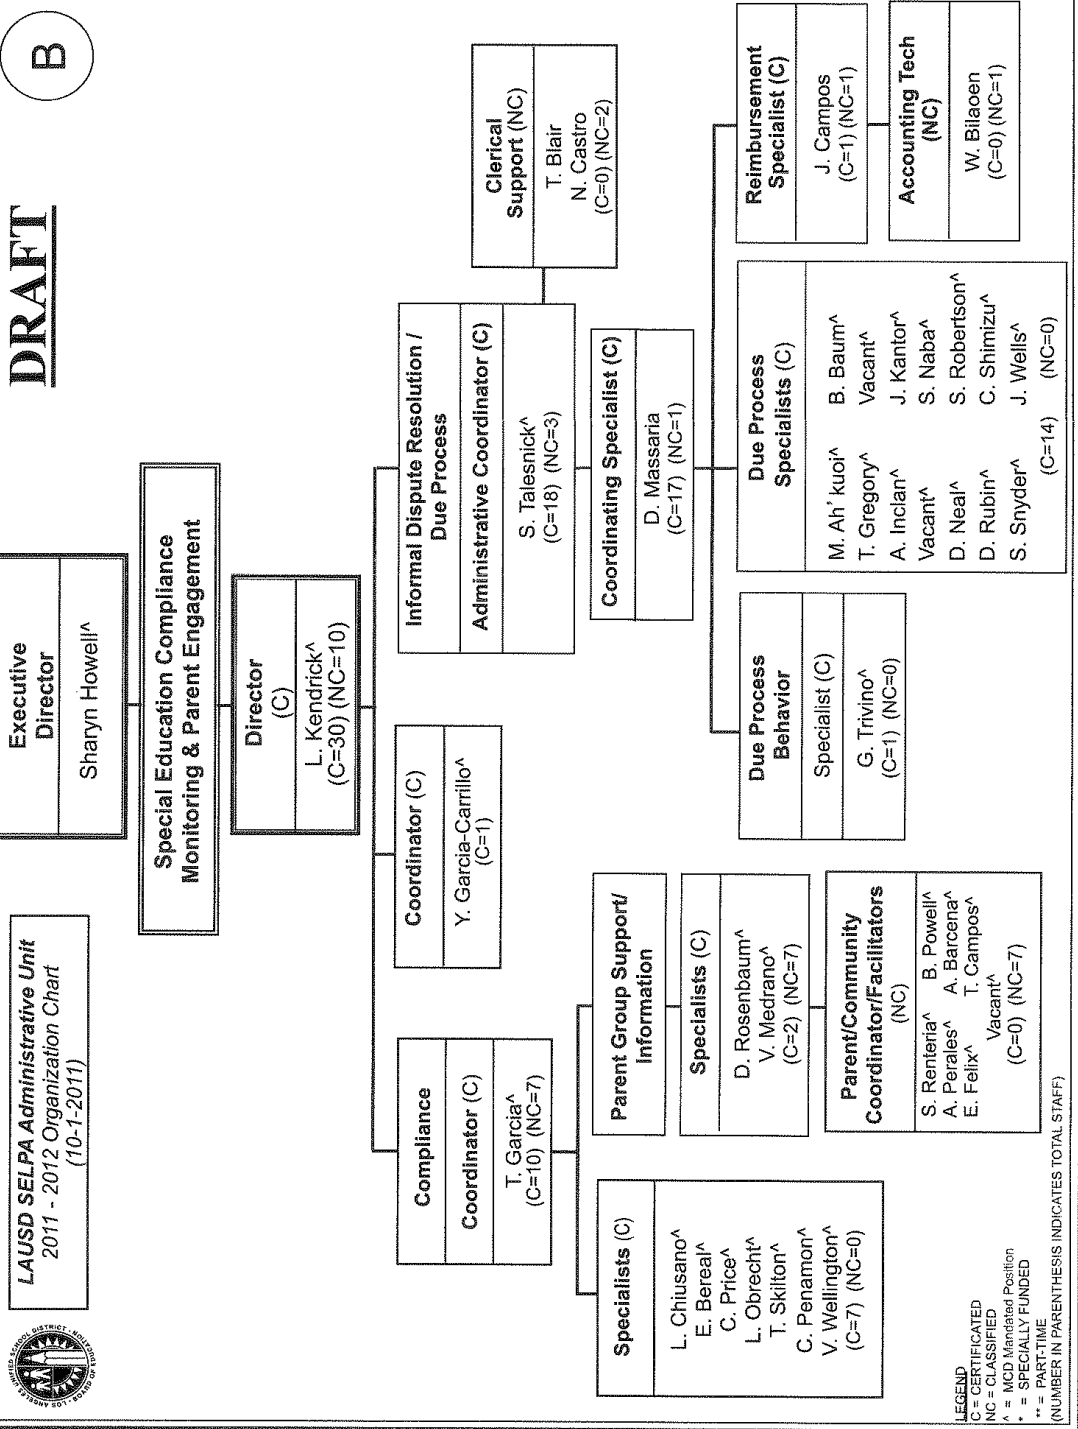 LOS ANGELES UNIFIED SCHOOL DISTRICT • BOARD OF EDUCATION
LAUSD SELPA Administrative Unit
2011 - 2012 Organization Chart
(10-1-2011)
DRAFT
B
Executive
Director
Sharyn Howell^
Special Education Compliance
Monitoring & Parent Engagement
Director
(C)
L. Kendrick^
(C=30) (NC=10)
Compliance
Coordinator (C)
T. Garcia^
(C=10) (NC=7)
Coordinator (C)
Y. Garcia-Carrillo^
(C=1)
Informal Dispute Resolution /
Due Process
Administrative Coordinator (C)
S. Talesnick^
(C=18) (NC=3)
Clerical
Support (NC)
T. Blair
N. Castro
(C=0) (NC=2)
Coordinating Specialist (C)
D. Massaria
(C=17) (NC=1)
Specialists (C)
L. Chiusano^
E. Bereal^
C. Price^
L. Obrecht^
T. Skilton^
C. Penamon^
V. Wellington^
(C=7) (NC=0)
Parent Group Support/
Information
Specialists (C)
D. Rosenbaum^
V. Medrano^
(C=2) (NC=7)
Parent/Community
Coordinator/Facilitators
(NC)
S. Renteria^ B. Powell^
A. Perales^ A. Barcena^
E. Felix^ T. Campos^
Vacant^
(C=0) (NC=7)
Due Process
Behavior
Specialist (C)
G. Trivino^
(C=1) (NC=0)
Due Process
Specialists (C)
M. Ah' kuoi^ B. Baum^
T. Gregory^ Vacant^
A. Inclan^ J. Kantor^
Vacant^ S. Naba^
D. Neal^ S. Robertson^
D. Rubin^ C. Shimizu^
S. Snyder^ J. Wells^
(C=14) (NC=0)
Reimbursement
Specialist (C)
J. Campos
(C=1) (NC=1)
Accounting Tech
(NC)
W. Bilaoen
(C=0) (NC=1)
LEGEND
C = CERTIFICATED
NC = CLASSIFIED
^ = MCD Mandated Position
* = SPECIALLY FUNDED
** = PART-TIME
(NUMBER IN PARENTHESIS INDICATES TOTAL STAFF)